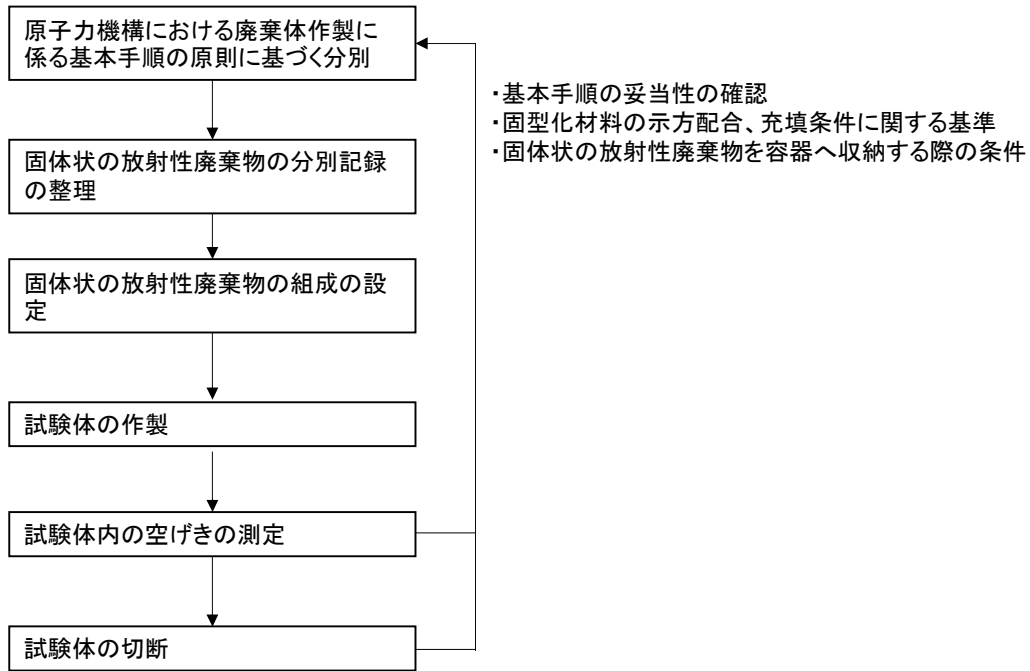 原子力機構における廃棄体作製に
係る基本手順の原則に基づく分別
・基本手順の妥当性の確認
・固型化材料の示方配合、充填条件に関する基準
・固体状の放射性廃棄物を容器へ収納する際の条件
固体状の放射性廃棄物の分別記録
の整理
固体状の放射性廃棄物の組成の設
定
試験体の作製
試験体内の空げきの測定
試験体の切断